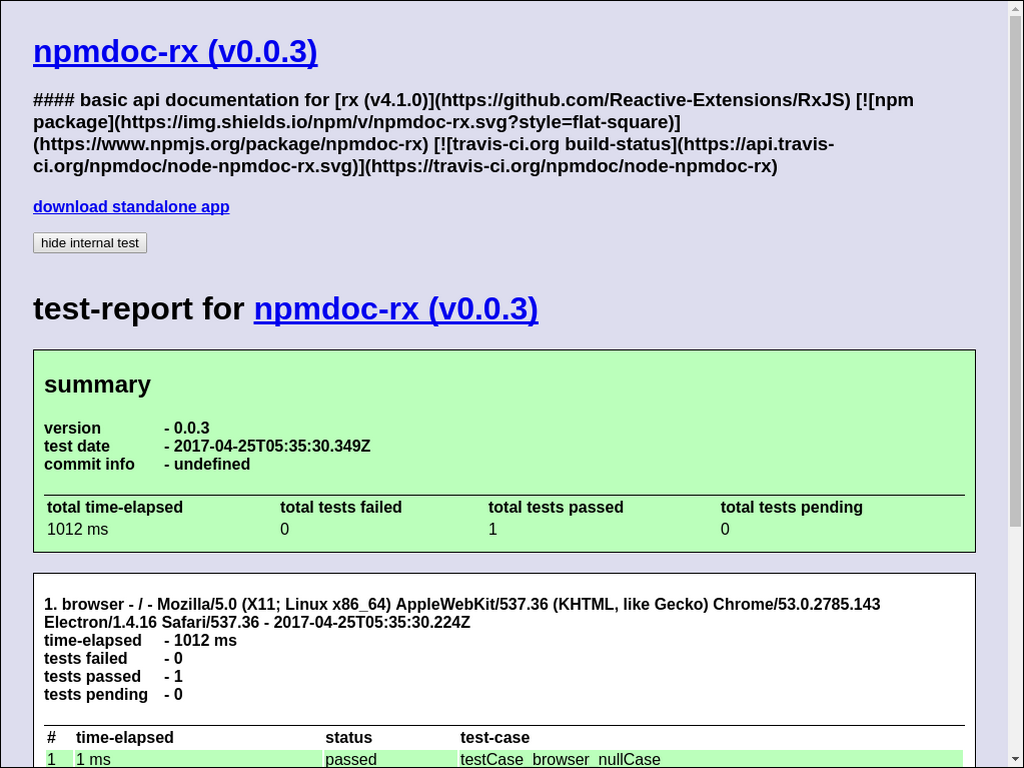 npmdoc-rx (v0.0.3)
#### basic api documentation for [rx (v4.1.0)](https://github.com/Reactive-Extensions/RxJS) [![npm
package](https://img.shields.io/npm/v/npmdoc-rx.svg?style=flat-square)]
(https://www.npmjs.org/package/npmdoc-rx) [![travis-ci.org build-status](https://api.travis-
ci.org/npmdoc/node-npmdoc-rx.svg)](https://travis-ci.org/npmdoc/node-npmdoc-rx)
download standalone app
hide internal test
test-report for npmdoc-rx (v0.0.3)
summary
version - 0.0.3
test date - 2017-04-25T05:35:30.349Z
commit info - undefined
total time-elapsed total tests failed total tests passed total tests pending
1012 ms 0 1 0
1. browser - / - Mozilla/5.0 (X11; Linux x86_64) AppleWebKit/537.36 (KHTML, like Gecko) Chrome/53.0.2785.143
Electron/1.4.16 Safari/537.36 - 2017-04-25T05:35:30.224Z
time-elapsed - 1012 ms
tests failed - 0
tests passed - 1
tests pending - 0
# time-elapsed status test-case
1 1 ms passed testCase_browser_nullCase